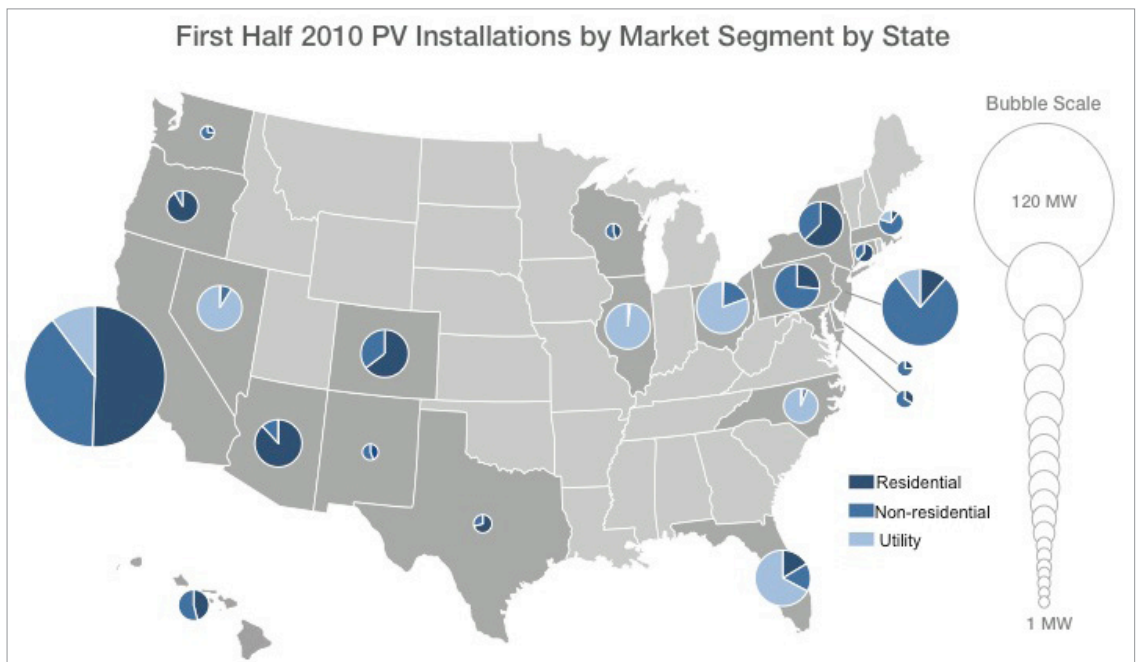 First Half 2010 PV Installations by Market Segment by State
Bubble Scale
120 MW
Residential
Non-residential
Utility
1 MW